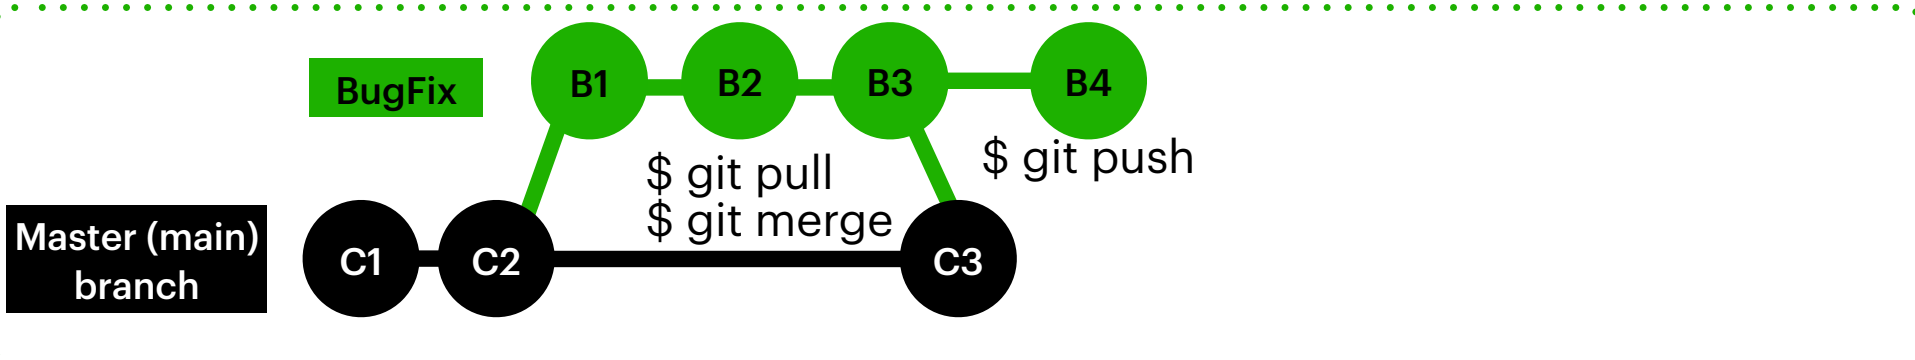 BugFix
B1
B2
B3
B4
$ git pull
$ git merge
$ git push
Master (main)
branch
C1
C2
C3